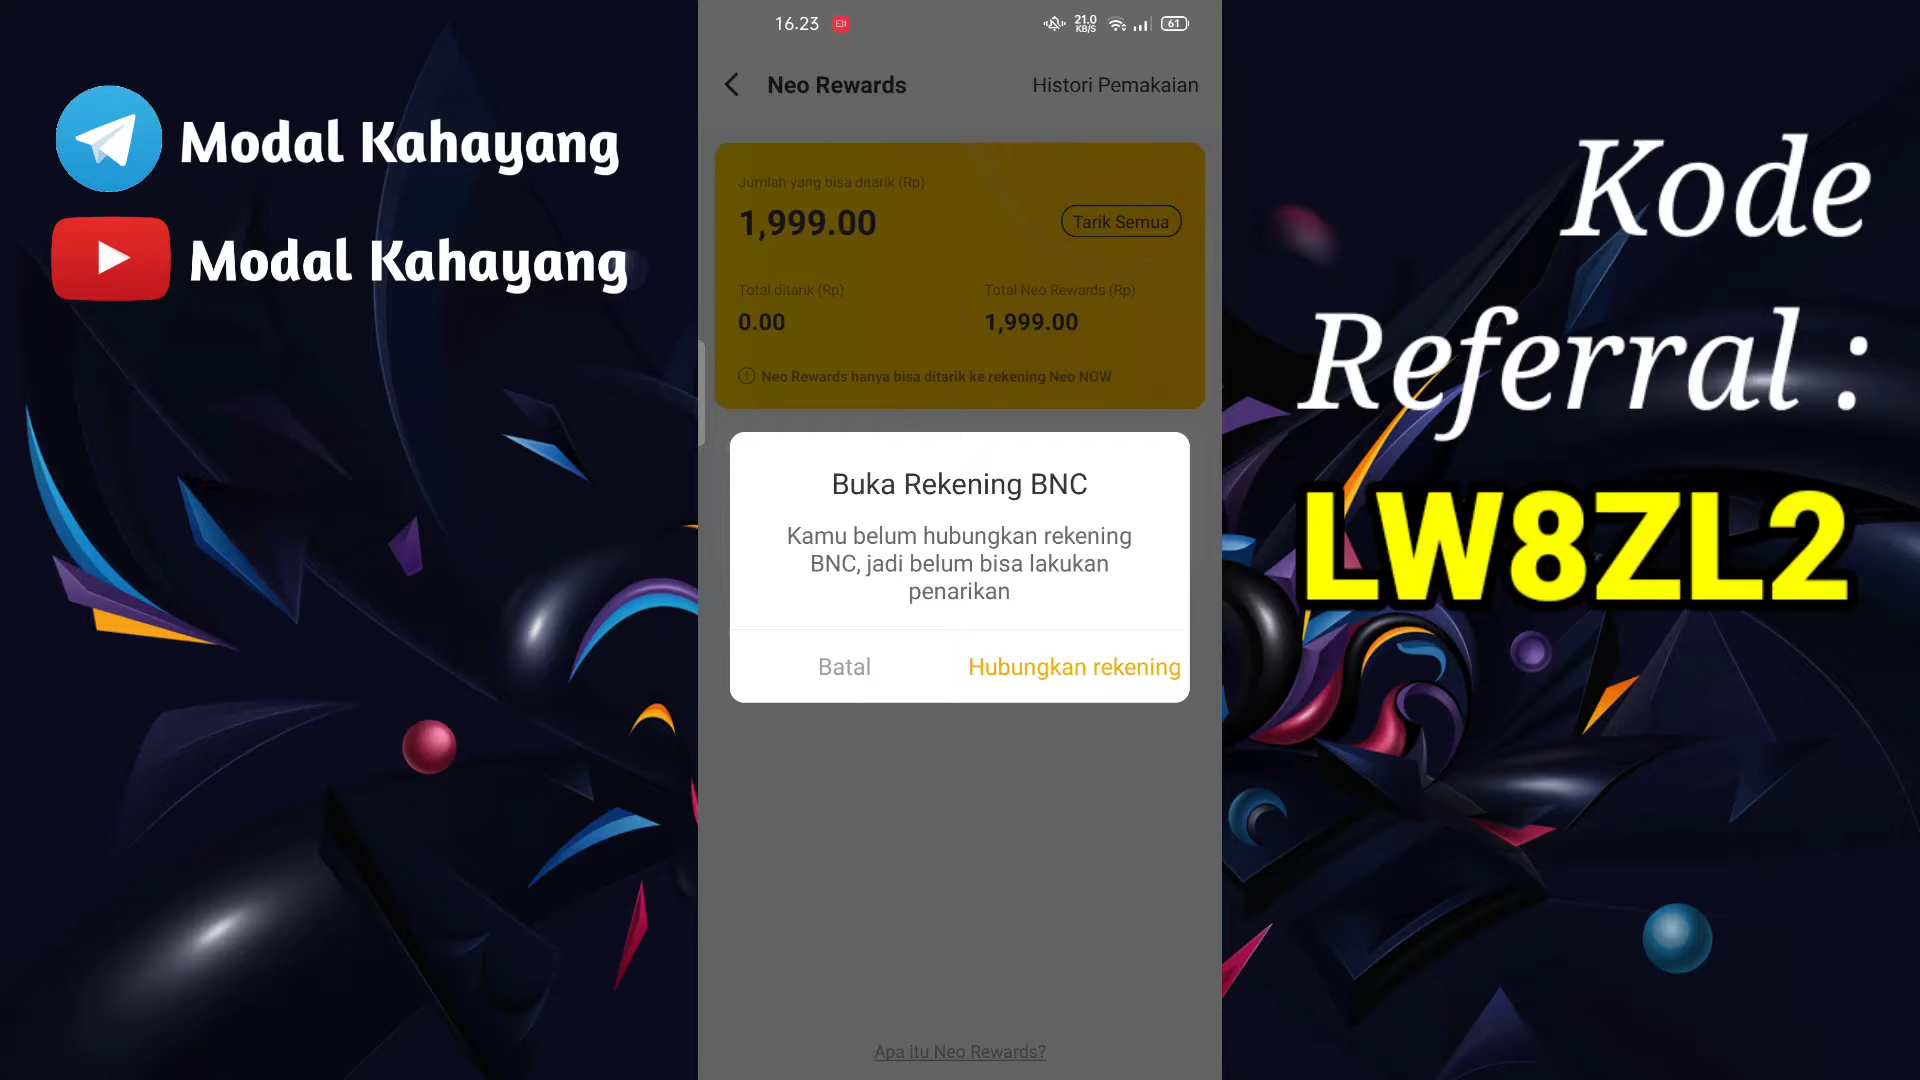 Modal Kahayang
Modal Kahayang
16.23
21.0
KB/S
61
Neo Rewards
Histori Pemakaian
Jumlah yang bisa ditarik (Rp)
1,999.00
Tarik Semua
Total ditarik (Rp)
Total Neo Rewards (Rp)
0.00
1,999.00
Neo Rewards hanya bisa ditarik ke rekening Neo NOW
Buka Rekening BNC
Kamu belum hubungkan rekening
BNC, jadi belum bisa lakukan
penarikan
Batal
Hubungkan rekening
Apa itu Neo Rewards?
Kode
Referral :
LW8ZL2